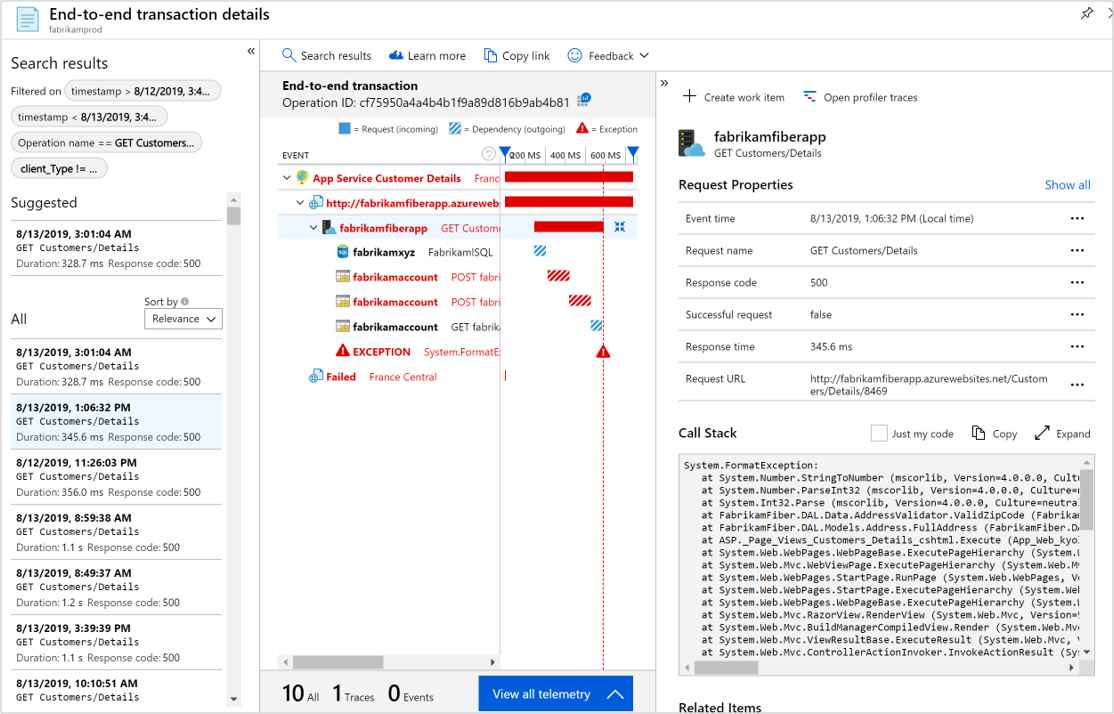 End-to-end transaction details
fabrikamprod
Search results
Filtered on timestamp > 8/12/2019, 3:4...
timestamp < 8/13/2019, 3:4...
Operation name == GET Customers...
client_Type != ...
Suggested
8/13/2019, 3:01:04 AM
GET Customers/Details
Duration: 328.7 ms Response code: 500
Sort by
All
Relevance
8/13/2019, 3:01:04 AM
GET Customers/Details
Duration: 328.7 ms Response code: 500
8/13/2019, 1:06:32 PM
GET Customers/Details
Duration: 345.6 ms Response code: 500
8/12/2019, 11:26:03 PM
GET Customers/Details
Duration: 356.0 ms Response code: 500
8/13/2019, 8:59:38 AM
GET Customers/Details
Duration: 1.1 s Response code: 500
8/13/2019, 8:49:37 AM
GET Customers/Details
Duration: 1.2 s Response code: 500
8/13/2019, 3:39:39 PM
GET Customers/Details
Duration: 1.1 s Response code: 500
8/13/2019, 10:10:51 AM
GET Customers/Details
Search results Learn more Copy link Feedback
End-to-end transaction
Operation ID: cf75950a4a4b4b1f9a89d816b9ab4b81
= Request (incoming) = Dependency (outgoing) = Exception
EVENT 200 MS 400 MS 600 MS
App Service Customer Details Franc
http://fabrikamfiberapp.azureweb
fabrikamfiberapp GET Custom
fabrikamxyz FabrikamlSQL
fabrikamaccount POST fabri
fabrikamaccount POST fabri
fabrikamaccount GET fabrika
EXCEPTION System.FormatE
Failed France Central
10 All 1 Traces 0 Events View all telemetry
Create work item Open profiler traces
fabrikamfiberapp
GET Customers/Details
Request Properties Show all
Event time 8/13/2019, 1:06:32 PM (Local time) ...
Request name GET Customers/Details ...
Response code 500 ...
Successful request false ...
Response time 345.6 ms ...
Request URL http://fabrikamfiberapp.azurewebsites.net/Custom
ers/Details/8469 ...
Call Stack Just my code Copy Expand
System.FormatException:
at System.Number.StringToNumber (mscorlib, Version=4.0.0.0, Cultu
at System.Number.ParseInt32 (mscorlib, Version=4.0.0.0, Culture=n
at System.Int32.Parse (mscorlib, Version=4.0.0.0, Culture=neutral
at FabrikamFiber.DAL.Data.AddressValidator.ValidZipCode (Fabrikam
at FabrikamFiber.DAL.Models.Address.FullAddress (FabrikamFiber.DA
at ASP._Page_Views_Customers_Details_cshtml.Execute (App_Web_kyol
at System.Web.WebPages.WebPageBase.ExecutePageHierarchy (System.W
at System.Web.Mvc.WebViewPage.ExecutePageHierarchy (System.Web.Mv
at System.Web.WebPages.StartPage.RunPage (System.Web.WebPages, Ve
at System.Web.WebPages.StartPage.ExecutePageHierarchy (System.Web
at System.Web.WebPages.WebPageBase.ExecutePageHierarchy (System.W
at System.Web.Mvc.RazorView.RenderView (System.Web.Mvc, Version=5
at System.Web.Mvc.BuildManagerCompiledView.Render (System.Web.Mvc
at System.Web.Mvc.ViewResultBase.ExecuteResult (System.Web.Mvc, V
at System.Web.Mvc.ControllerActionInvoker.InvokeActionResult (Sys
Related Items